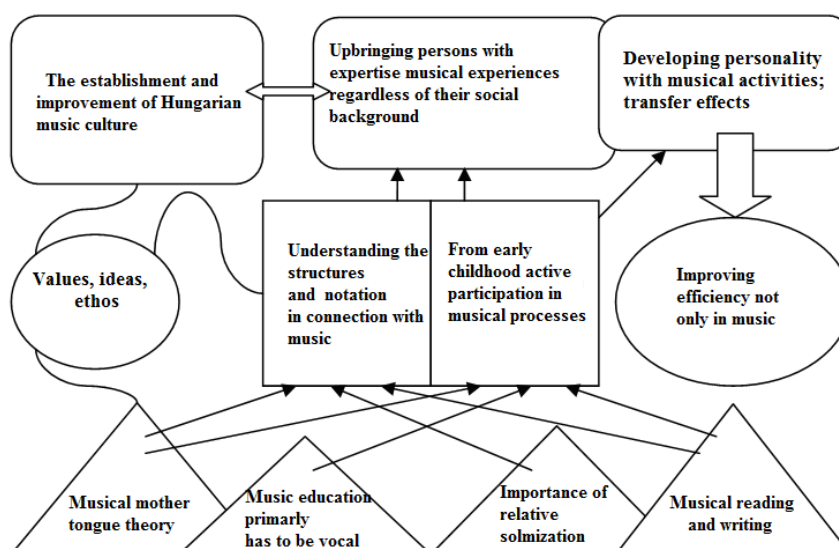 The establishment and
improvement of Hungarian
music culture
Upbringing persons with
expertise musical experiences
regardless of their social
background
Developing personality
with musical activities;
transfer effects
Values, ideas,
ethos
Understanding the
structures
and notation
in connection with
music
From early
childhood active
participation in
musical processes
Improving
efficiency not
only in music
Musical mother
tongue theory
Music education
primarily
has to be vocal
Importance of
relative
solmization
Musical reading
and writing